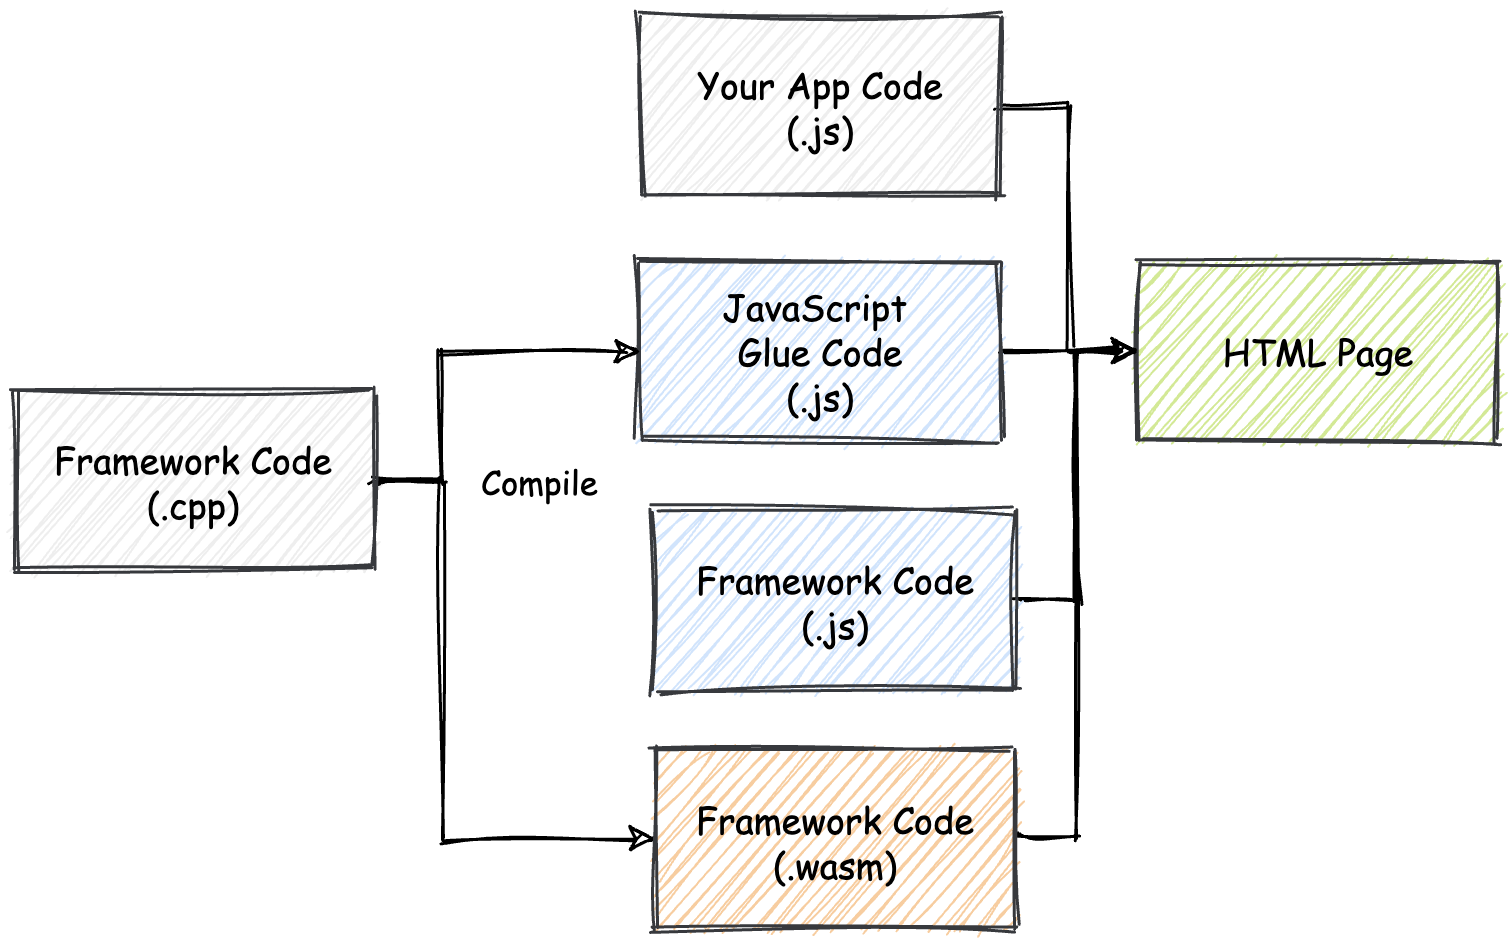 Your App Code
(.js)
JavaScript
Glue Code
(.js)
HTML Page
Framework Code
(.cpp)
Compile
Framework Code
(.js)
Framework Code
(.wasm)